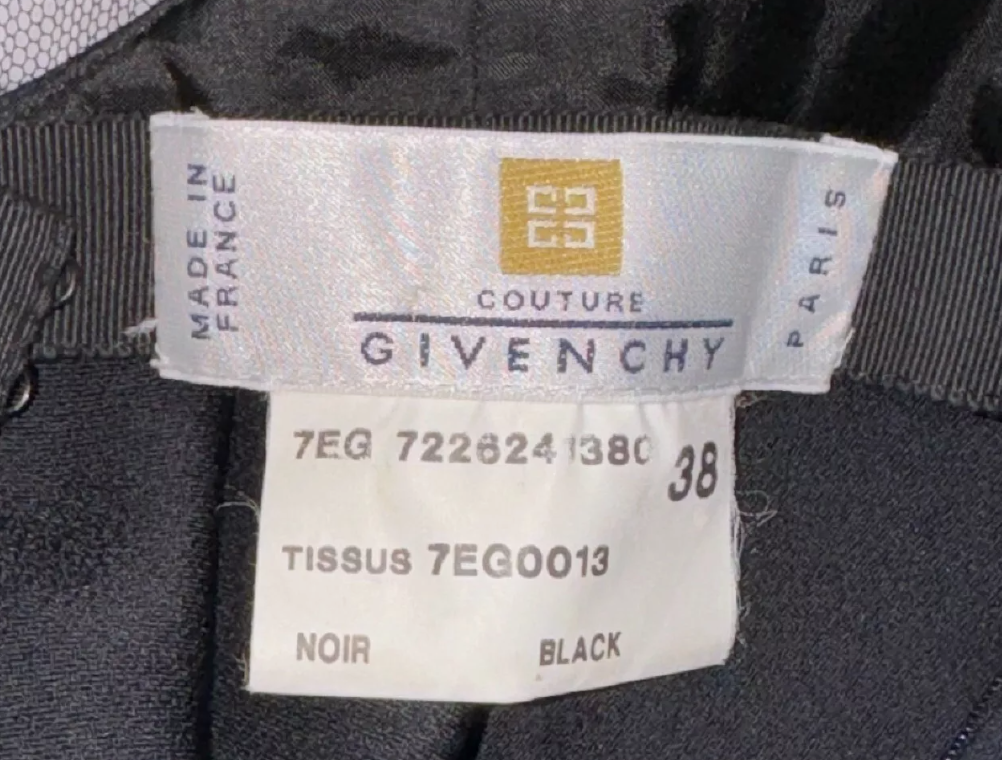 MADE IN
FRANCE
COUTURE
GIVENCHY
PARIS
7EG 7226241380 38
TISSUS 7EG0013
NOIR BLACK